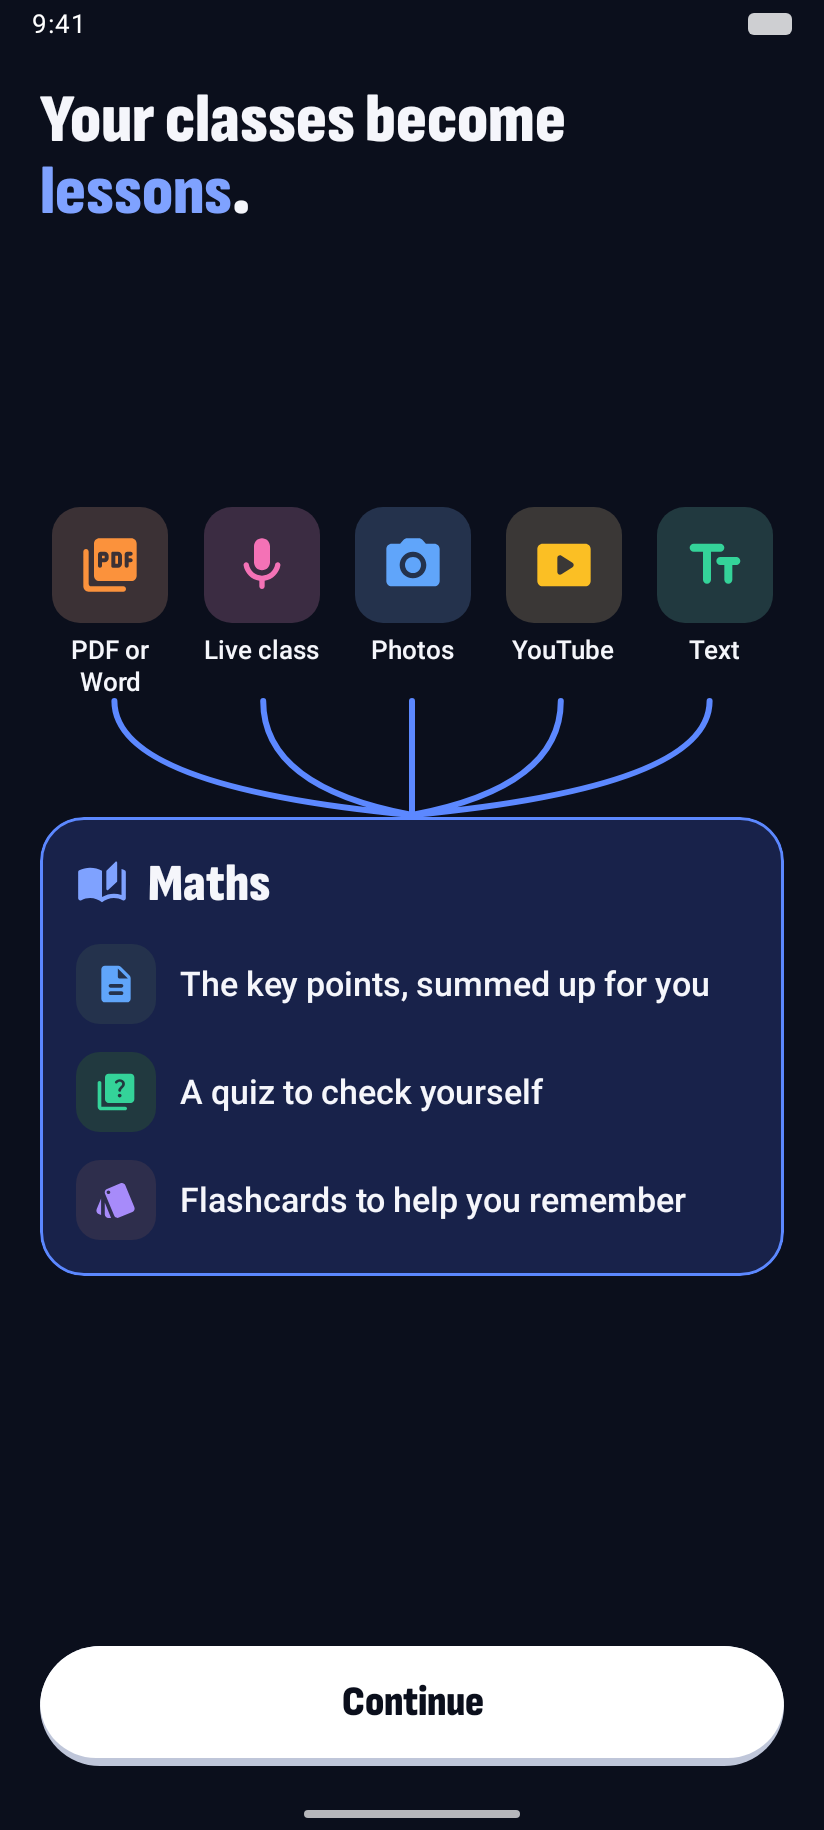 9:41
Your classes become
lessons.
PDF
PDF or
Word
Live class
Photos
YouTube
Tт
Text
Maths
The key points, summed up for you
?
A quiz to check yourself
Flashcards to help you remember
Continue